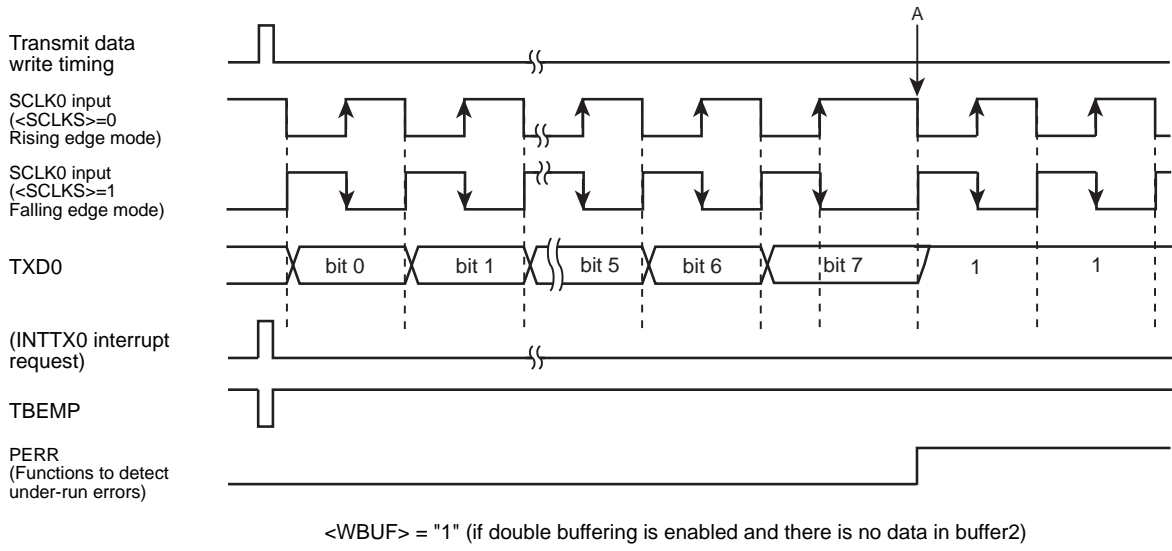 A
Transmit data
write timing
SCLK0 input
(<SCLKS>=0
Rising edge mode)
SCLK0 input
(<SCLKS>=1
Falling edge mode)
TXD0
bit 0
bit 1
bit 5
bit 6
bit 7
1
1
(INTTX0 interrupt
request)
TBEMP
PERR
(Functions to detect
under-run errors)
<WBUF> = "1" (if double buffering is enabled and there is no data in buffer2)